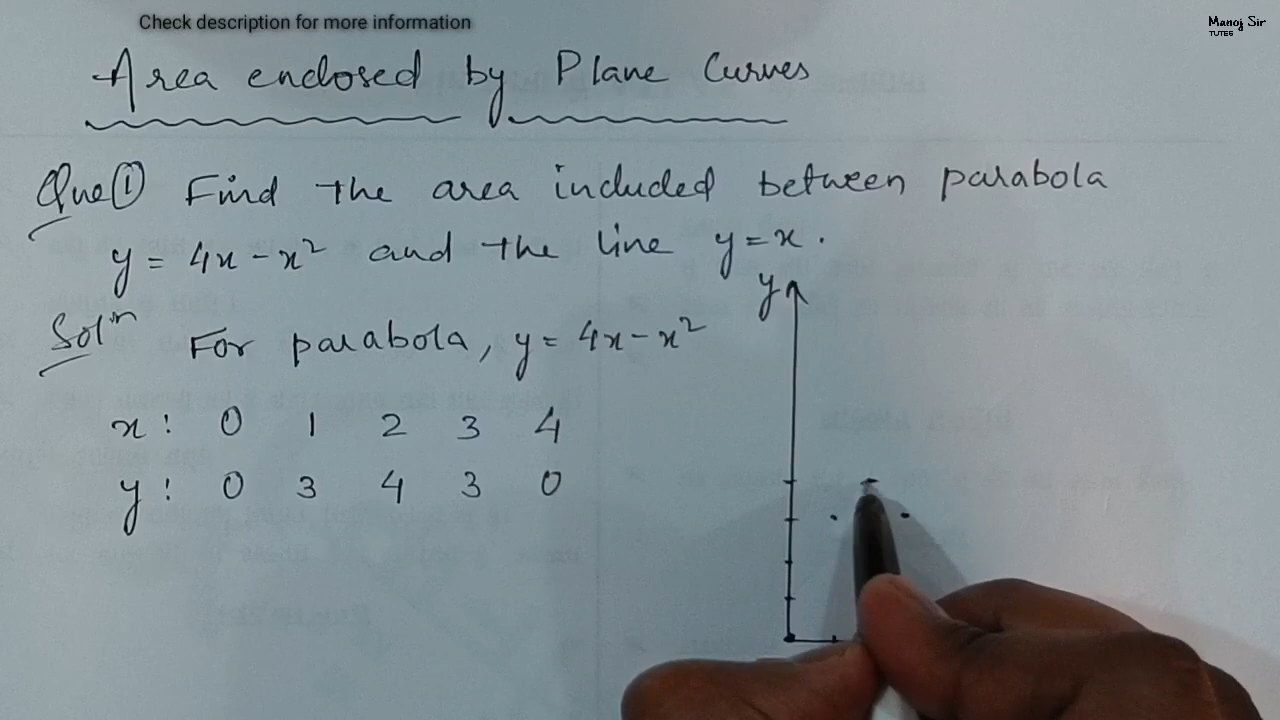 Check description for more information
Manoj Sir
TUTES
Area enclosed by Plane Curves
Que ① Find the area included between parabola
y = 4x - x² and the line y = x.
Solⁿ For parabola, y = 4x - x²
x : 0 1 2 3 4
y : 0 3 4 3 0
y